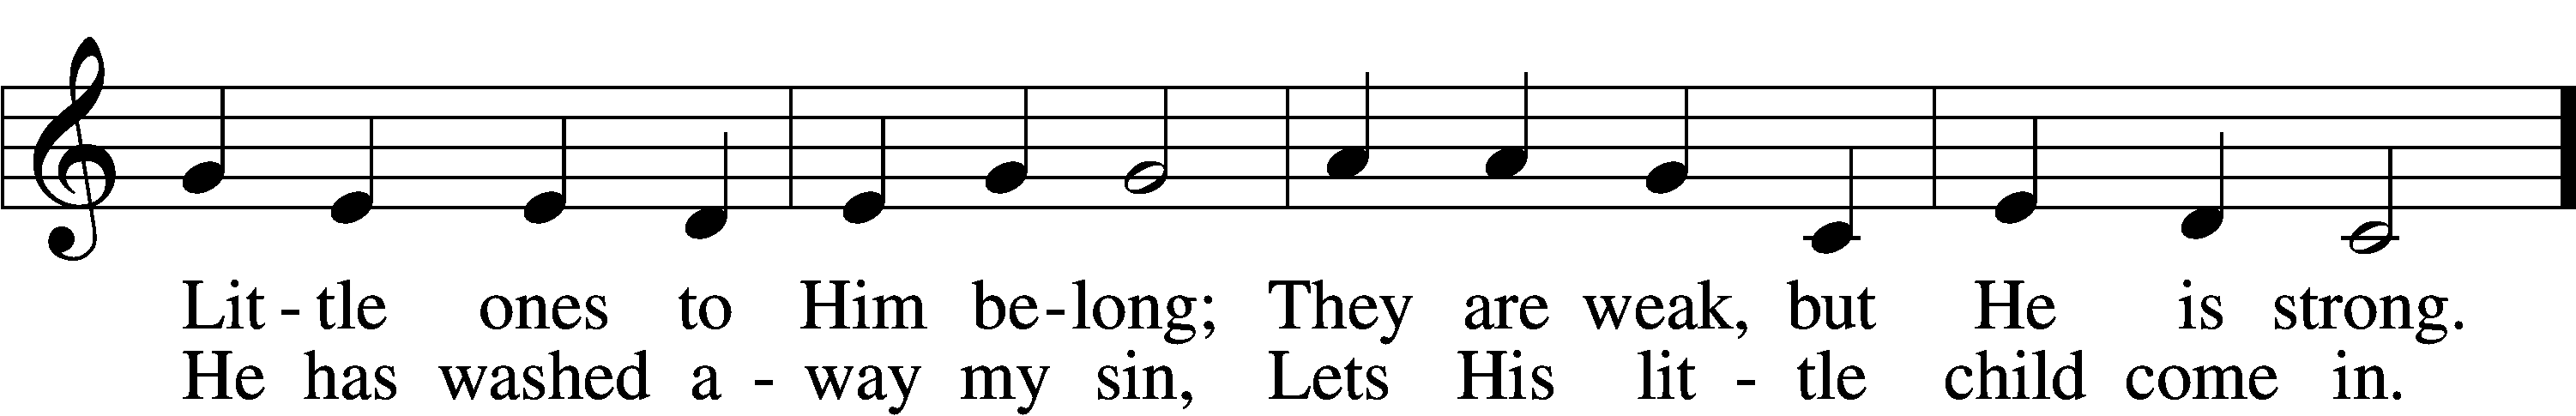 Lit - tle ones to Him be - long; They are weak, but He is strong.
He has washed a - way my sin, Lets His lit - tle child come in.